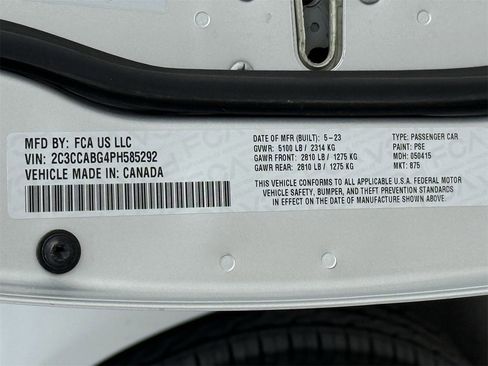 MFD BY: FCA US LLC
VIN: 2C3CCABG4PH585292
VEHICLE MADE IN: CANADA
DATE OF MFR (BUILT): 5-23
GVWR: 5100 LB / 2314 KG
GAWR FRONT: 2810 LB / 1275 KG
GAWR REAR: 2810 LB / 1275 KG
TYPE: PASSENGER CAR
PAINT: PSE
MDH: 050415
MKT: 875
THIS VEHICLE CONFORMS TO ALL APPLICABLE U.S.A. FEDERAL MOTOR
VEHICLE SAFETY, BUMPER, AND THEFT PREVENTION STANDARDS
IN EFFECT ON THE DATE OF MANUFACTURE SHOWN ABOVE.